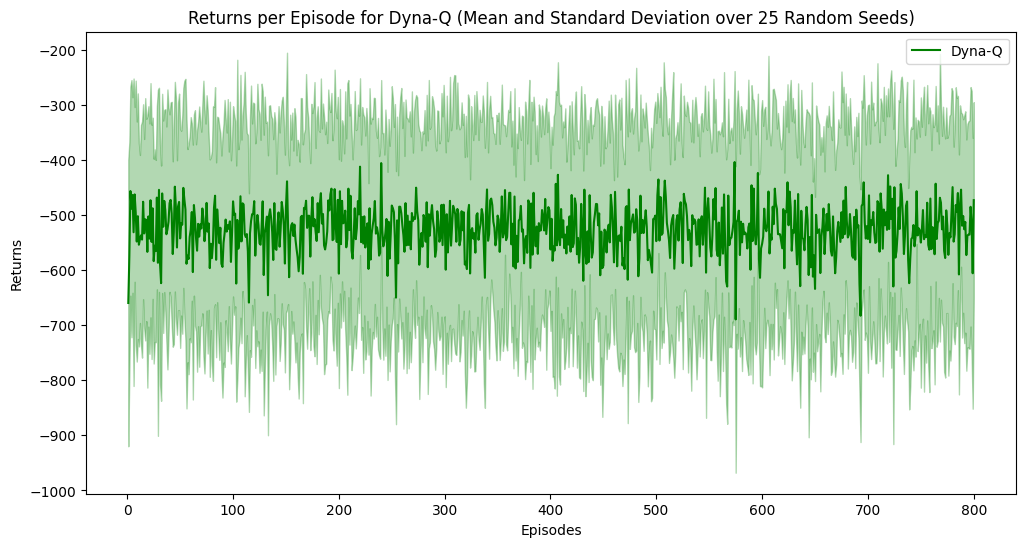 Returns per Episode for Dyna-Q (Mean and Standard Deviation over 25 Random Seeds)
Dyna-Q
Returns
−200
−300
−400
−500
−600
−700
−800
−900
−1000
0 100 200 300 400 500 600 700 800
Episodes